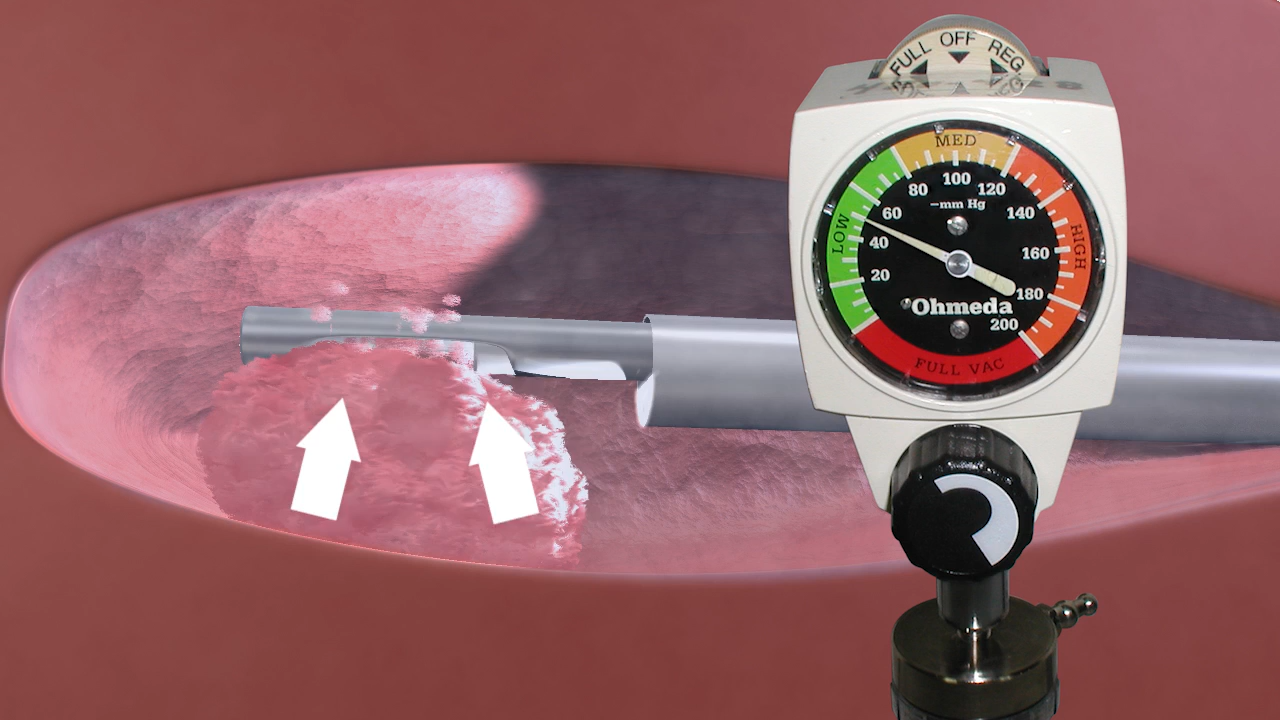 FULL OFF REG.
MED
LOW
HIGH
FULL VAC
20
40
60
80
100
120
140
160
180
200
−mm Hg
Ohmeda